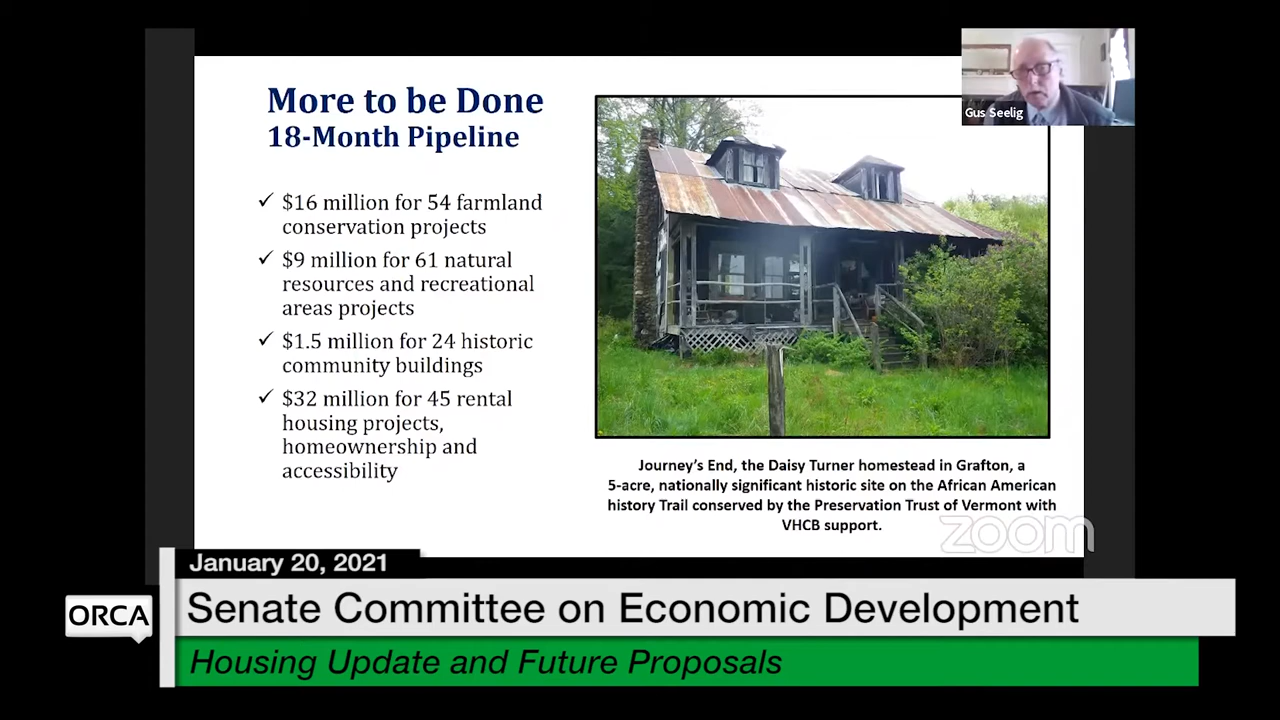 More to be Done
18-Month Pipeline
✓ $16 million for 54 farmland
conservation projects
✓ $9 million for 61 natural
resources and recreational
areas projects
✓ $1.5 million for 24 historic
community buildings
✓ $32 million for 45 rental
housing projects,
homeownership and
accessibility
Gus Seelig
Journey's End, the Daisy Turner homestead in Grafton, a
5-acre, nationally significant historic site on the African American
history Trail conserved by the Preservation Trust of Vermont with
VHCB support.
zoom
January 20, 2021
ORCA
Senate Committee on Economic Development
Housing Update and Future Proposals